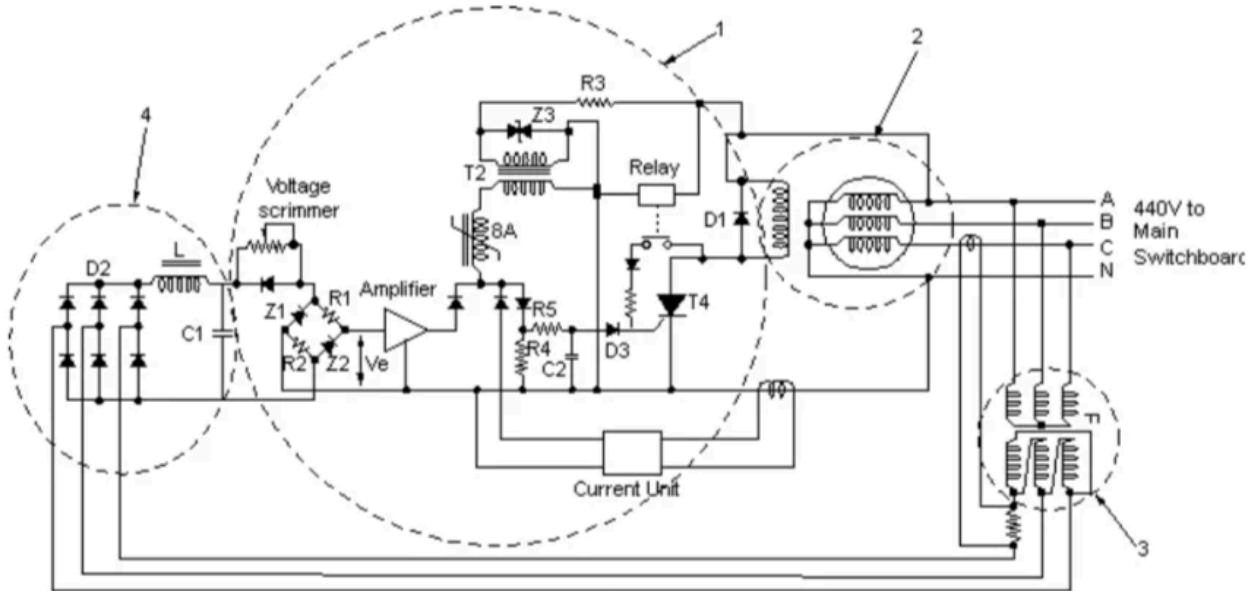 1
2
R3
4
Z3
T2
Relay
Voltage
scrimmer
A
B
C
N
440V to
Main
Switchboard
D1
8A
L
D2
Amplifier
T4
Z1
R1
C1
R5
R4
D3
R2
Z2
Ve
C2
F
Current Unit
3